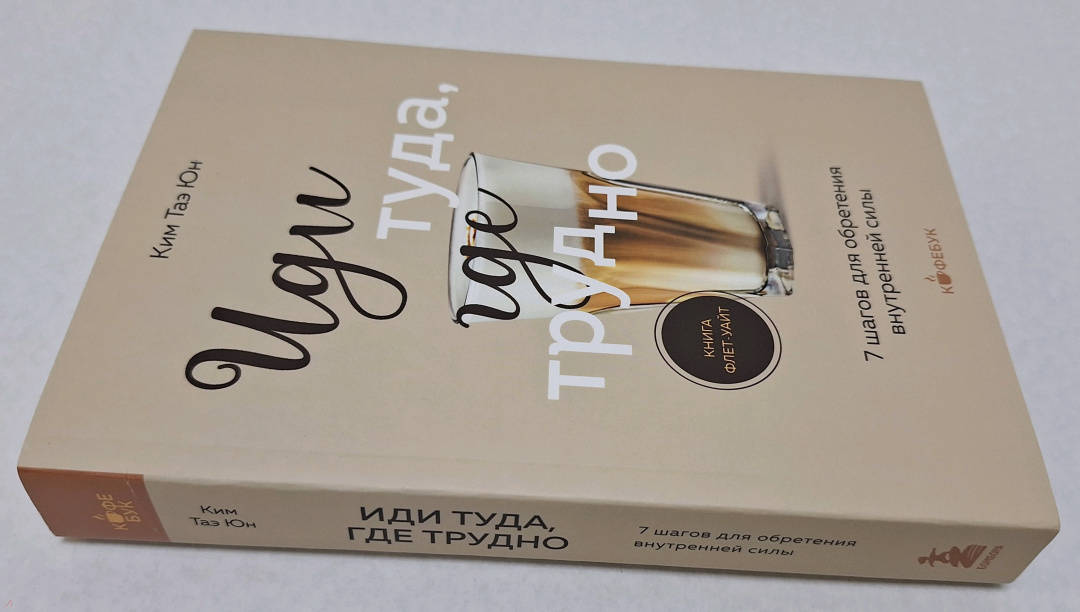 Ким Таэ Юн
Иди
туда,
где
трудно
КНИГА
ФЛЕТ-УАЙТ
7 шагов для обретения
внутренней силы
КОФЕБУК
КОФЕ
БУК
Ким
Таэ Юн
ИДИ ТУДА,
ГДЕ ТРУДНО
7 шагов для обретения
внутренней силы
БОМБОРА